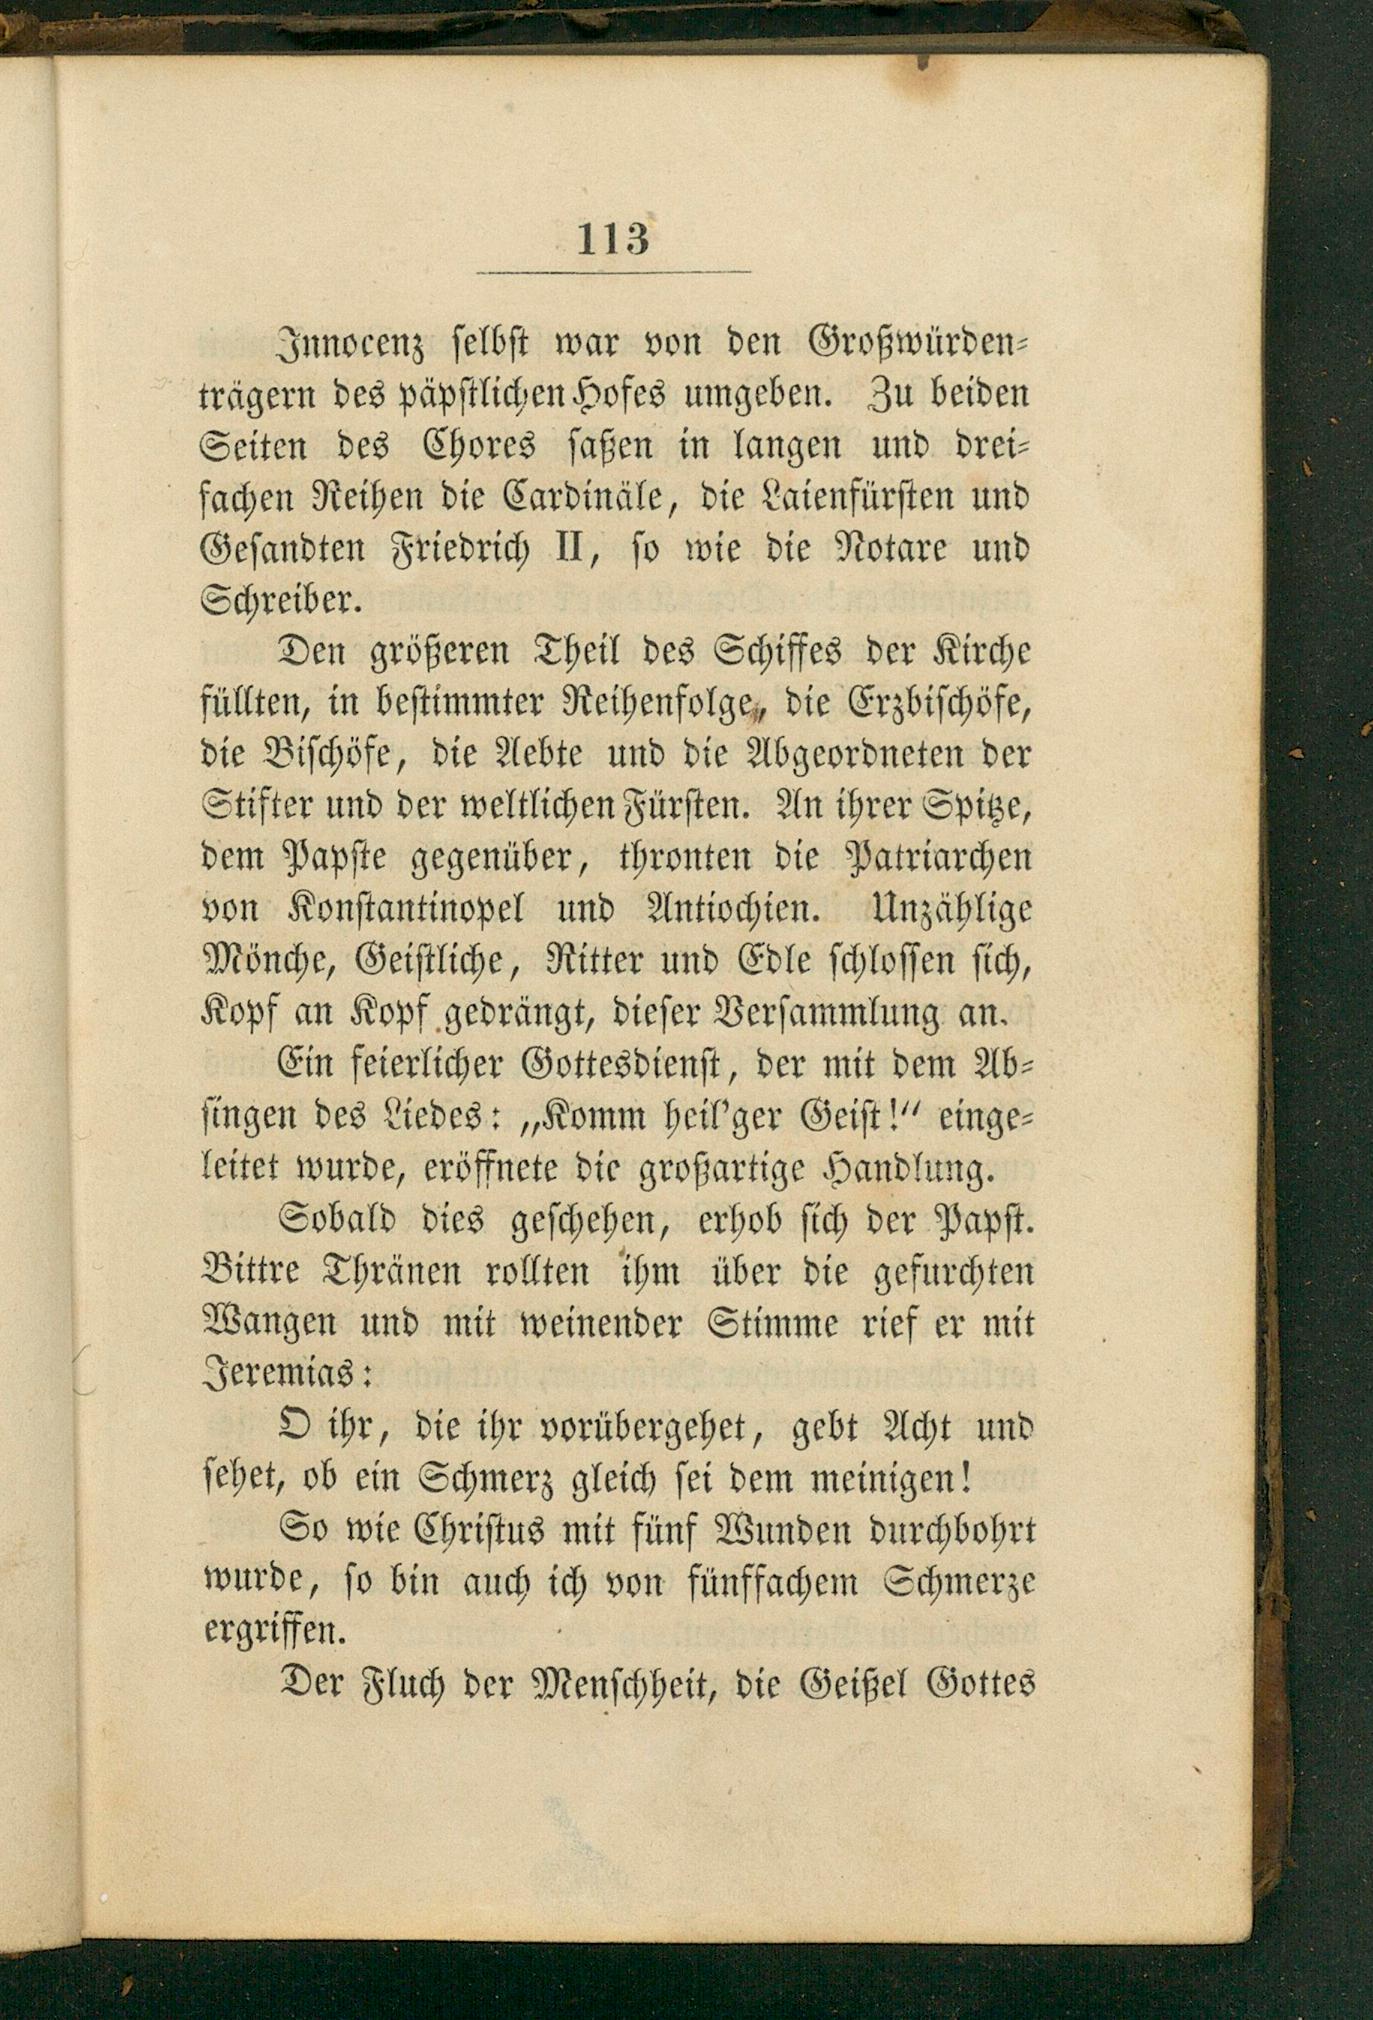 113
Innocenz selbst war von den Großwürden-
trägern des päpstlichen Hofes umgeben. Zu beiden
Seiten des Chores saßen in langen und drei-
fachen Reihen die Cardinäle, die Laienfürsten und
Gesandten Friedrich II, so wie die Notare und
Schreiber.
Den größeren Theil des Schiffes der Kirche
füllten, in bestimmter Reihenfolge, die Erzbischöfe,
die Bischöfe, die Aebte und die Abgeordneten der
Stifter und der weltlichen Fürsten. An ihrer Spitze,
dem Papste gegenüber, thronten die Patriarchen
von Konstantinopel und Antiochien. Unzählige
Mönche, Geistliche, Ritter und Edle schlossen sich,
Kopf an Kopf gedrängt, dieser Versammlung an.
Ein feierlicher Gottesdienst, der mit dem Ab-
singen des Liedes: „Komm heil'ger Geist!“ einge-
leitet wurde, eröffnete die großartige Handlung.
Sobald dies geschehen, erhob sich der Papst.
Bittre Thränen rollten ihm über die gefurchten
Wangen und mit weinender Stimme rief er mit
Jeremias:
O ihr, die ihr vorübergehet, gebt Acht und
sehet, ob ein Schmerz gleich sei dem meinigen!
So wie Christus mit fünf Wunden durchbohrt
wurde, so bin auch ich von fünffachem Schmerze
ergriffen.
Der Fluch der Menschheit, die Geißel Gottes